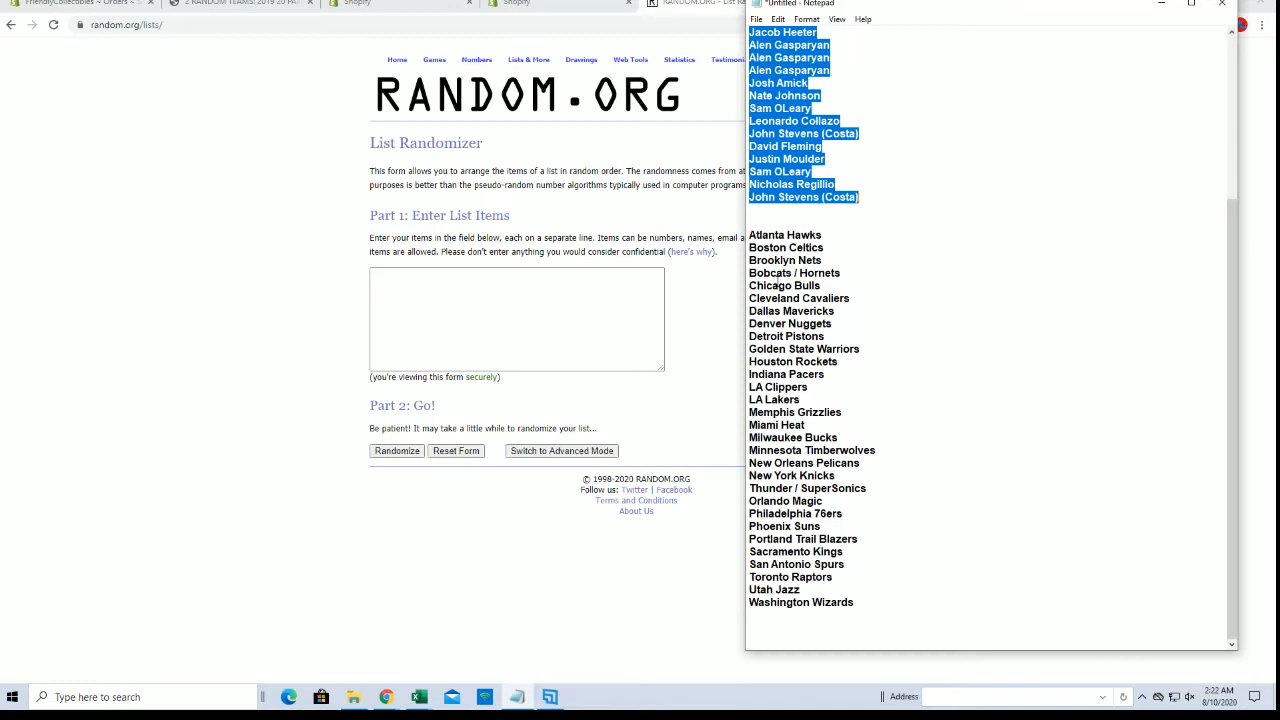 FriendlyCollectibles ~ Orders ~ S
2 RANDOM TEAMS: 2019 20 PA
Shopify
Shopify
RANDOM.ORG - List Ra
random.org/lists/
Home Games Numbers Lists & More Drawings Web Tools Statistics Testimoni
RANDOM.ORG
List Randomizer
This form allows you to arrange the items of a list in random order. The randomness comes from at
purposes is better than the pseudo-random number algorithms typically used in computer programs
Part 1: Enter List Items
Enter your items in the field below, each on a separate line. Items can be numbers, names, email a
items are allowed. Please don't enter anything you would consider confidential (here's why).
(you're viewing this form securely)
Part 2: Go!
Be patient! It may take a little while to randomize your list...
Randomize Reset Form Switch to Advanced Mode
© 1998-2020 RANDOM.ORG
Follow us: Twitter | Facebook
Terms and Conditions
About Us
*Untitled - Notepad
File Edit Format View Help
Jacob Heeter
Alen Gasparyan
Alen Gasparyan
Alen Gasparyan
Josh Amick
Nate Johnson
Sam OLeary
Leonardo Collazo
John Stevens (Costa)
David Fleming
Justin Moulder
Sam OLeary
Nicholas Regillio
John Stevens (Costa)
Atlanta Hawks
Boston Celtics
Brooklyn Nets
Bobcats / Hornets
Chicago Bulls
Cleveland Cavaliers
Dallas Mavericks
Denver Nuggets
Detroit Pistons
Golden State Warriors
Houston Rockets
Indiana Pacers
LA Clippers
LA Lakers
Memphis Grizzlies
Miami Heat
Milwaukee Bucks
Minnesota Timberwolves
New Orleans Pelicans
New York Knicks
Thunder / SuperSonics
Orlando Magic
Philadelphia 76ers
Phoenix Suns
Portland Trail Blazers
Sacramento Kings
San Antonio Spurs
Toronto Raptors
Utah Jazz
Washington Wizards
Type here to search
Address
2:22 AM
8/10/2020